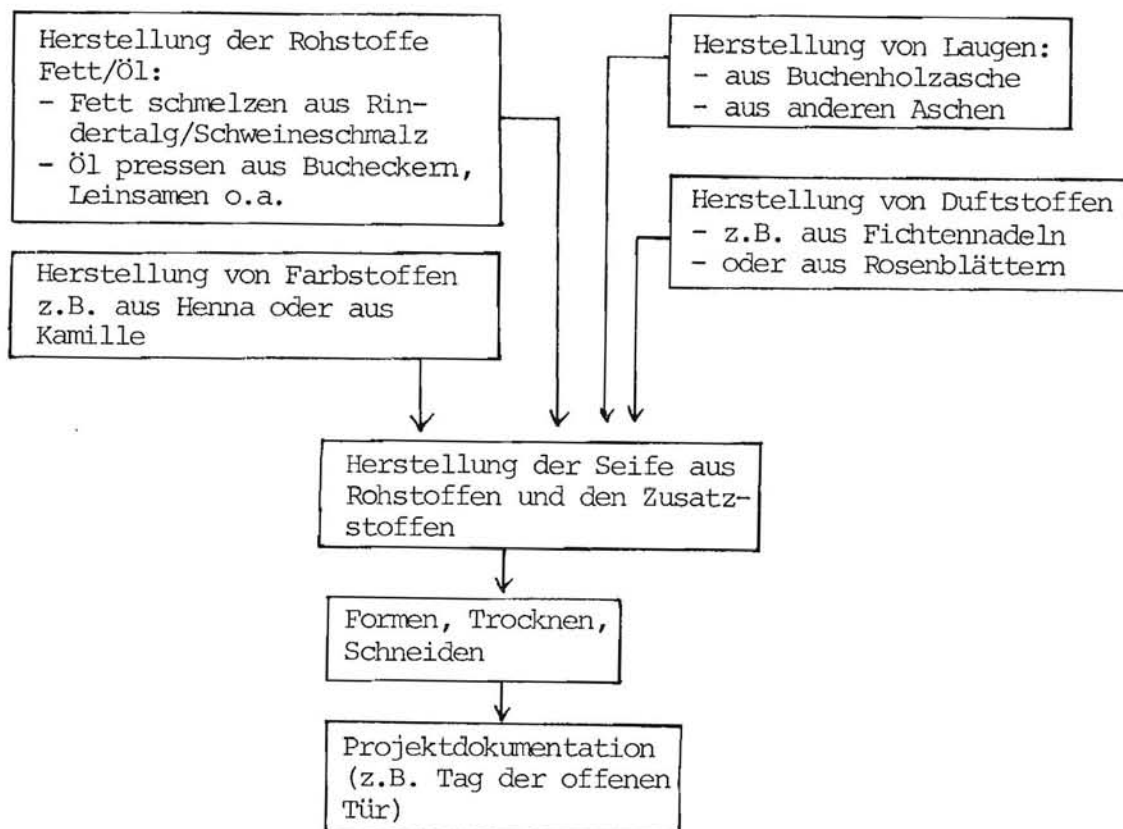 Herstellung der Rohstoffe
Fett/Öl:
- Fett schmelzen aus Rin-
dertalg/Schweineschmalz
- Öl pressen aus Bucheckern,
Leinsamen o.a.
Herstellung von Laugen:
- aus Buchenholzasche
- aus anderen Aschen
Herstellung von Duftstoffen
- z.B. aus Fichtennadeln
- oder aus Rosenblättern
Herstellung von Farbstoffen
z.B. aus Henna oder aus
Kamille
Herstellung der Seife aus
Rohstoffen und den Zusatz-
stoffen
Formen, Trocknen,
Schneiden
Projektdokumentation
(z.B. Tag der offenen
Tür)